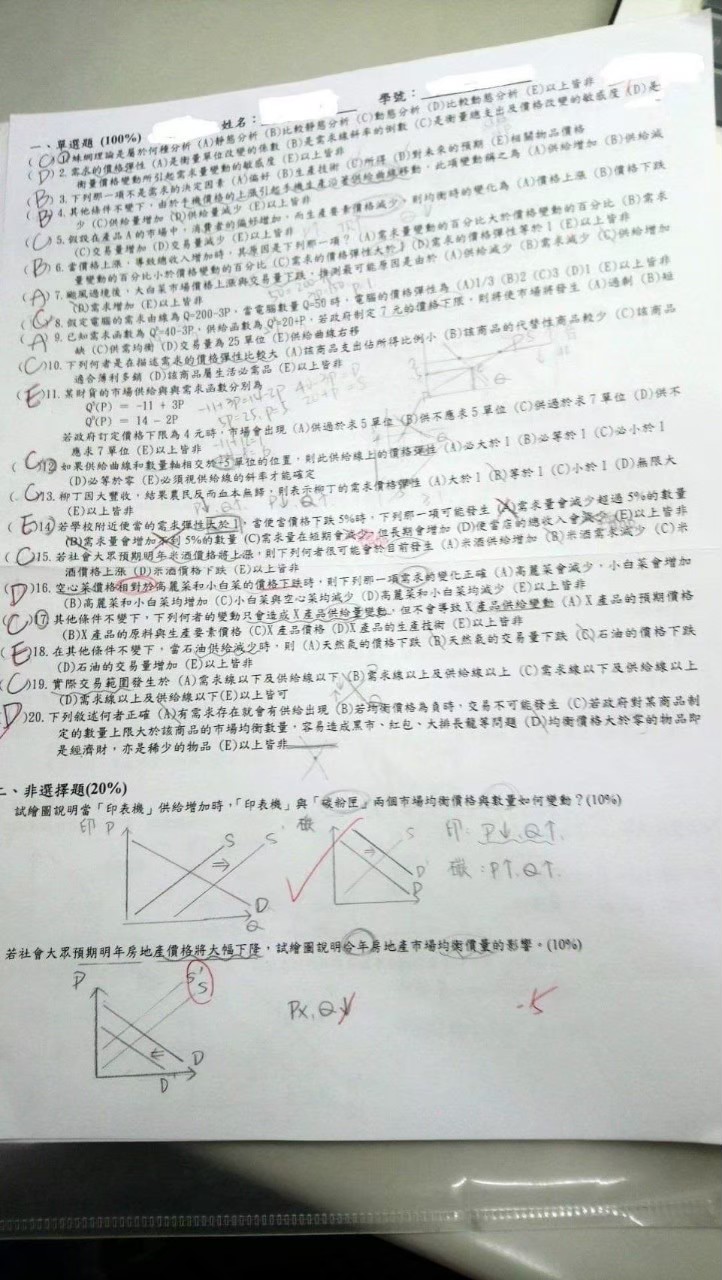 姓名：
學號：
一、單選題 (100%)
(C) 1. 蛛網理論是屬於何種分析 (A)靜態分析 (B)比較靜態分析 (C)動態分析 (D)比較動態分析 (E)以上皆非
(D) 2. 需求的價格彈性 (A)是衡量單位改變的係數 (B)是需求線斜率的倒數 (C)是衡量總支出及價格改變的敏感度 (D)是
衡量價格變動所引起需求量變動的敏感度 (E)以上皆非
(B) 3. 下列那一項不是需求的決定因素 (A)偏好 (B)生產技術 (C)所得 (D)對未來的預期 (E)相關物品價格
(B) 4. 其他條件不變下，由於手機價格的上漲引起手機生產沿著供給曲線移動，此項變動稱之為 (A)供給增加 (B)供給減
少 (C)供給量增加 (D)供給量減少 (E)以上皆非
(C) 5. 假設在產品A的市場中，消費者的偏好增加，而生產要素價格減少，則均衡時的變化為 (A)價格上漲 (B)價格下跌
(C)交易量增加 (D)交易量減少 (E)以上皆非
(B) 6. 當價格上漲，導致總收入增加時，其原因是下列那一項？ (A)需求量變動的百分比大於價格變動的百分比 (B)需求
量變動的百分比小於價格變動的百分比 (C)需求的價格彈性大於1 (D)需求的價格彈性等於1 (E)以上皆非
(A) 7. 颱風過境後，大白菜市場價格上漲與交易量下跌，推測最可能原因是由於 (A)供給減少 (B)需求減少 (C)供給增加
(D)需求增加 (E)以上皆非
(C) 8. 假定電腦的需求曲線為 Q=200-3P，當電腦數量 Q=50 時，電腦的價格彈性為 (A)1/3 (B)2 (C)3 (D)1 (E)以上皆非
(A) 9. 已知需求函數為 Qd=40-3P，供給函數為 Qs=20+P，若政府制定 7 元的價格下限，則將使市場將發生 (A)過剩 (B)短
缺 (C)供需均衡 (D)交易量為 25 單位 (E)供給曲線右移
(C) 10. 下列何者是在描述需求的價格彈性比較大 (A)該商品支出佔所得比例小 (B)該商品的代替性商品較少 (C)該商品
適合薄利多銷 (D)該商品屬生活必需品 (E)以上皆非
(E) 11. 某財貨的市場供給與與需求函數分別為
Qs(P) = -11 + 3P
Qd(P) = 14 - 2P
若政府訂定價格下限為 4 元時，市場會出現 (A)供過於求 5 單位 (B)供不應求 5 單位 (C)供過於求 7 單位 (D)供不
應求 7 單位 (E)以上皆非
(C) 12. 如果供給曲線和數量軸相交於+5單位的位置，則此供給線上的價格彈性 (A)必大於 1 (B)必等於 1 (C)必小於 1
(D)必等於零 (E)必須視供給線的斜率才能確定
(C) 13. 柳丁因大豐收，結果農民反而血本無歸，則表示柳丁的需求價格彈性 (A)大於 1 (B)等於 1 (C)小於 1 (D)無限大
(E)以上皆非
P↓ Q↑ P↓ Q↑
(E) 14. 若學校附近便當的需求彈性大於1，當便當價格下跌5%時，下列那一項可能發生 (A)需求量會減少超過 5%的數量
(B)需求量會增加不到 5%的數量 (C)需求量在短期會減少，但長期會增加 (D)便當店的總收入會減少 (E)以上皆非
(C) 15. 若社會大眾預期明年米酒價格將上漲，則下列何者很可能會於目前發生 (A)米酒供給增加 (B)米酒需求減少 (C)米
酒價格上漲 (D)米酒價格下跌 (E)以上皆非
(D) 16. 空心菜價格相對於高麗菜和小白菜的價格下跌時，則下列那一項需求的變化正確 (A)高麗菜會減少，小白菜會增加
(B)高麗菜和小白菜均增加 (C)小白菜與空心菜均減少 (D)高麗菜和小白菜均減少 (E)以上皆非
(C) 17. 其他條件不變下，下列何者的變動只會造成X產品供給量變動，但不會導致X產品供給變動 (A)X產品的預期價格
(B)X產品的原料與生產要素價格 (C)X產品價格 (D)X產品的生產技術 (E)以上皆非
(E) 18. 在其他條件不變下，當石油供給減少時，則 (A)天然氣的價格下跌 (B)天然氣的交易量下跌 (C)石油的價格下跌
(D)石油的交易量增加 (E)以上皆非
(C) 19. 實際交易範圍發生於 (A)需求線以下及供給線以下 (B)需求線以上及供給線以上 (C)需求線以下及供給線以上
(D)需求線以上及供給線以下(E)以上皆可
(D) 20. 下列敘述何者正確 (A)有需求存在就會有供給出現 (B)若均衡價格為負時，交易不可能發生 (C)若政府對某商品制
定的數量上限大於該商品的市場均衡數量，容易造成黑市、紅包、大排長龍等問題 (D)均衡價格大於零的物品即
是經濟財，亦是稀少的物品 (E)以上皆非
二、非選擇題(20%)
試繪圖說明當「印表機」供給增加時，「印表機」與「碳粉匣」兩個市場均衡價格與數量如何變動？(10%)
印 P S S' D Q
碳 S D' D
印：P↓、Q↑.
碳：P↑. Q↑.
若社會大眾預期明年房地產價格將大幅下降，試繪圖說明今年房地產市場均衡價量的影響。(10%)
P S' S D D'
Px, Q↓
-5